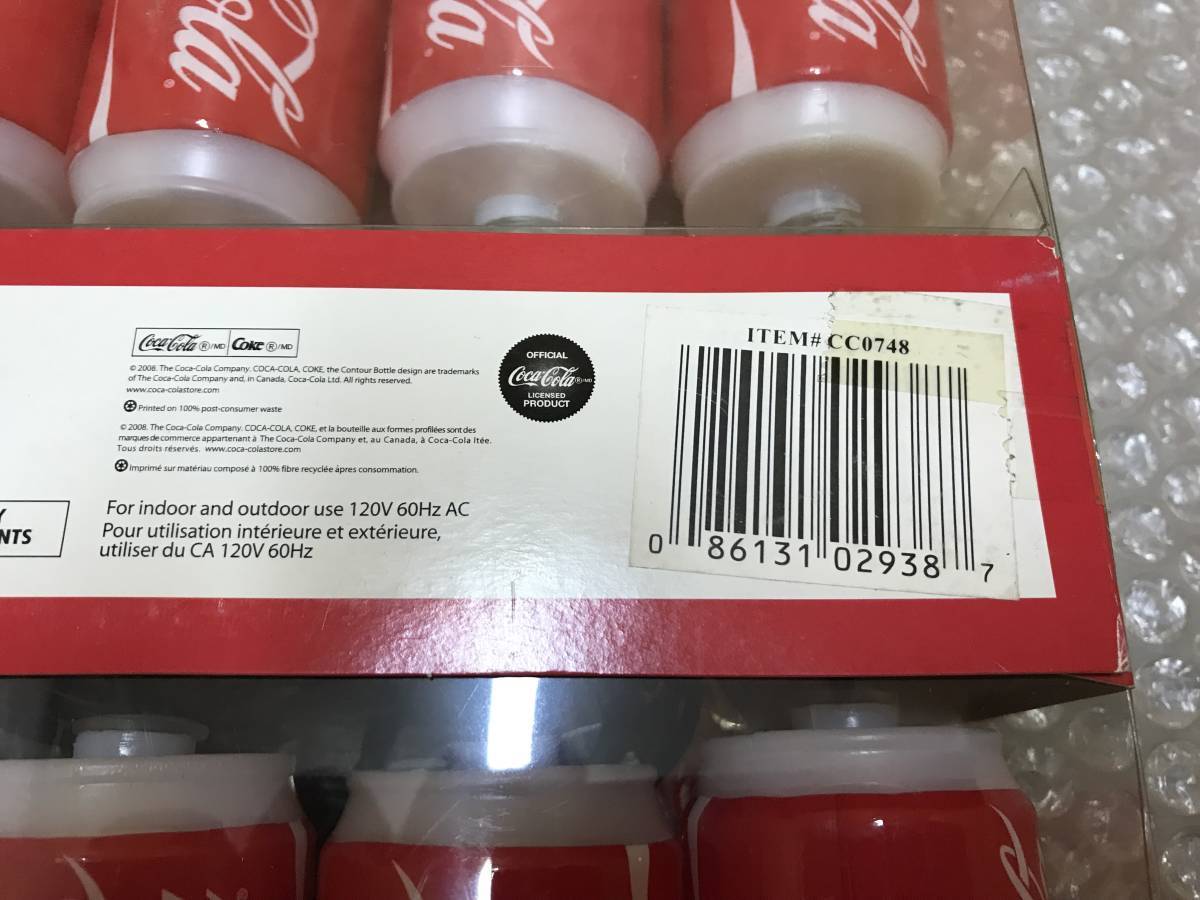 Coca-Cola ®/MD Coke ®/MD
© 2008. The Coca-Cola Company. COCA-COLA, COKE, the Contour Bottle design are trademarks
of The Coca-Cola Company and, in Canada, Coca-Cola Ltd. All rights reserved.
www.coca-colastore.com
Printed on 100% post-consumer waste
© 2008. The Coca-Cola Company. COCA-COLA, COKE, et la bouteille aux formes profilées sont des
marques de commerce appartenant à The Coca-Cola Company et, au Canada, à Coca-Cola ltée.
Tous droits réservés. www.coca-colastore.com
Imprimé sur matériau composé à 100% fibre recyclée àpres consommation.
For indoor and outdoor use 120V 60Hz AC
Pour utilisation intérieure et extérieure,
utiliser du CA 120V 60Hz
NTS
OFFICIAL
Coca-Cola ®/MD
LICENSED
PRODUCT
ITEM# CC0748
0 86131 02938 7